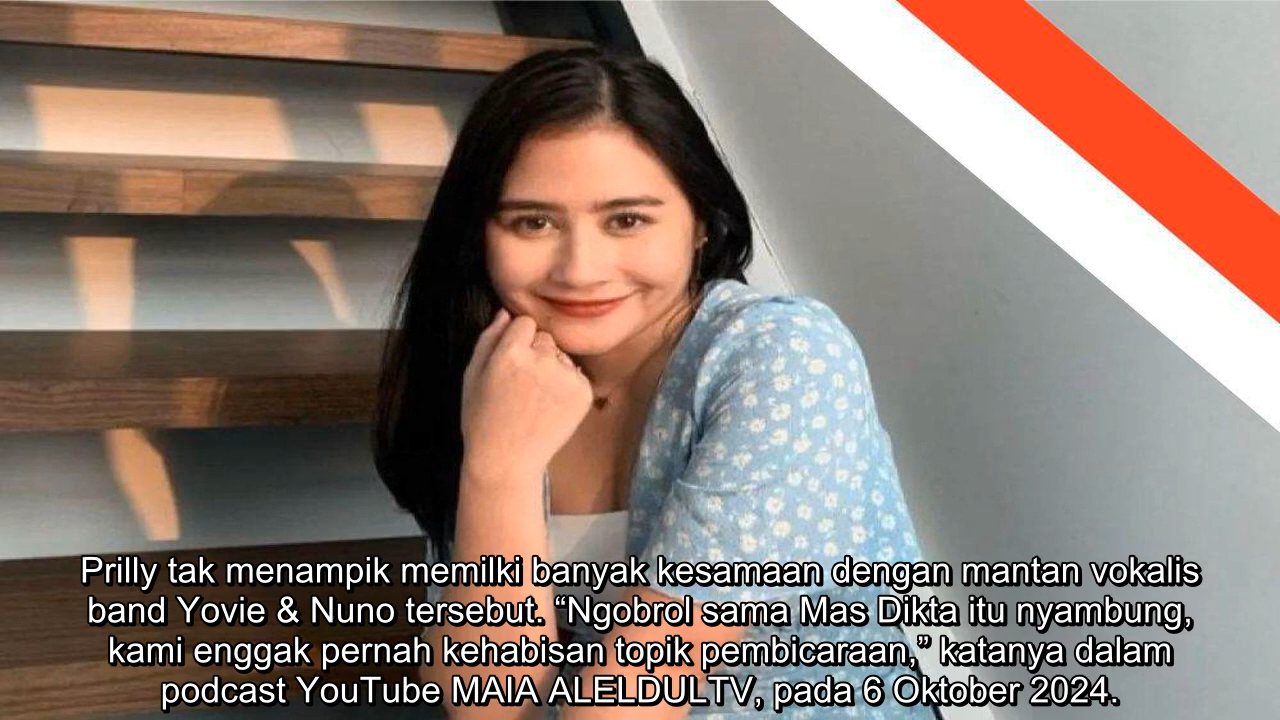 Prilly tak menampik memilki banyak kesamaan dengan mantan vokalis
band Yovie & Nuno tersebut. “Ngobrol sama Mas Dikta itu nyambung,
kami enggak pernah kehabisan topik pembicaraan,” katanya dalam
podcast YouTube MAIA ALELDULTV, pada 6 Oktober 2024.